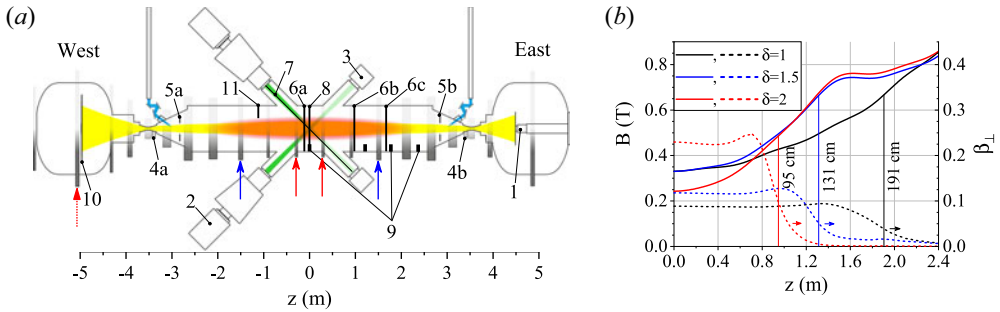 (a)
West
East
7
3
11
6a
8
6b
6c
5a
5b
4a
4b
1
10
2
9
-5 -4 -3 -2 -1 0 1 2 3 4 5
z (m)
(b)
B (T)
0.8
0.6
0.4
0.2
0.0
, δ=1
, δ=1.5
, δ=2
95 cm
131 cm
191 cm
0.4
0.3
0.2
0.1
0.0
β⊥
0.0 0.4 0.8 1.2 1.6 2.0 2.4
z (m)